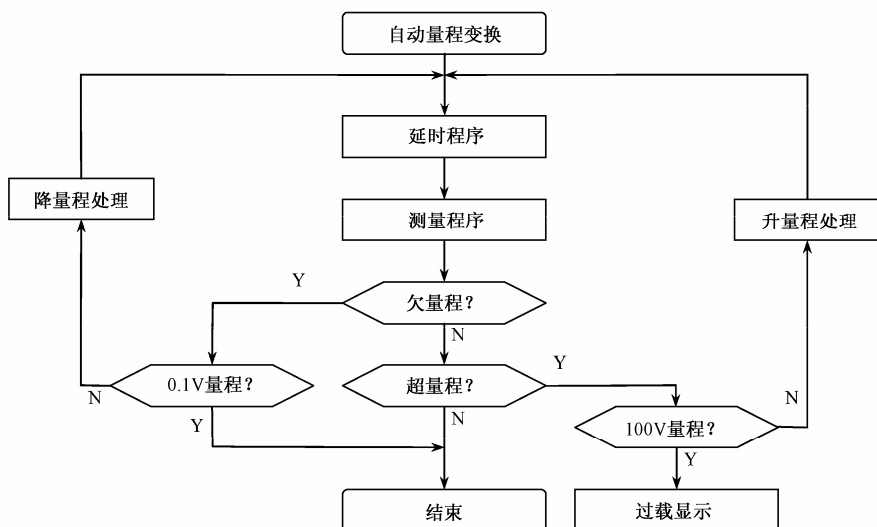 自动量程变换
延时程序
降量程处理
测量程序
升量程处理
Y
欠量程？
N
0.1V量程？
超量程？
Y
N
N
Y
N
100V量程？
Y
结束
过载显示